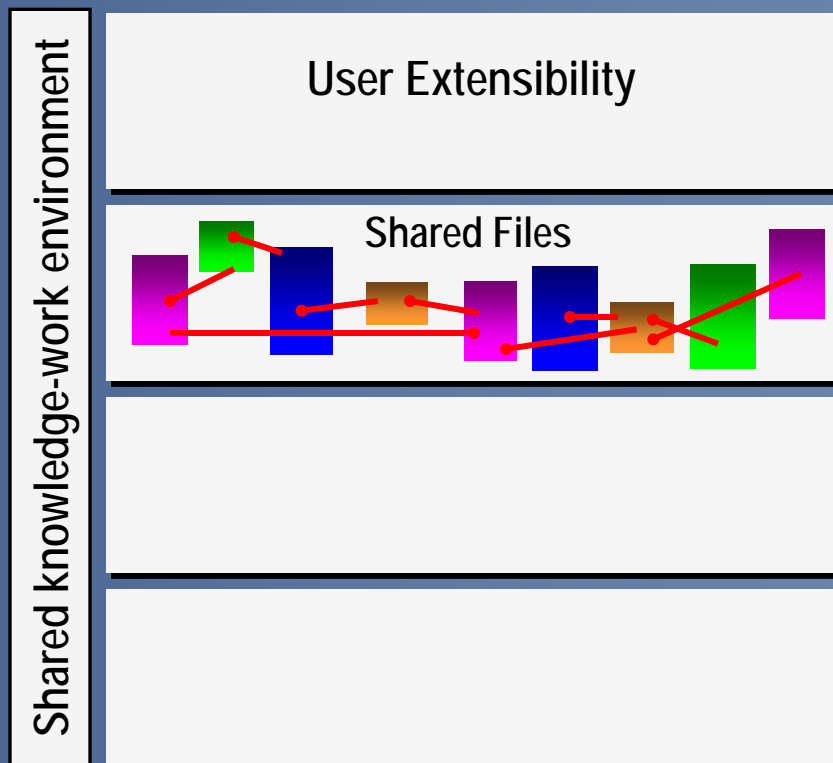 Shared knowledge-work environment
User Extensibility
Shared Files